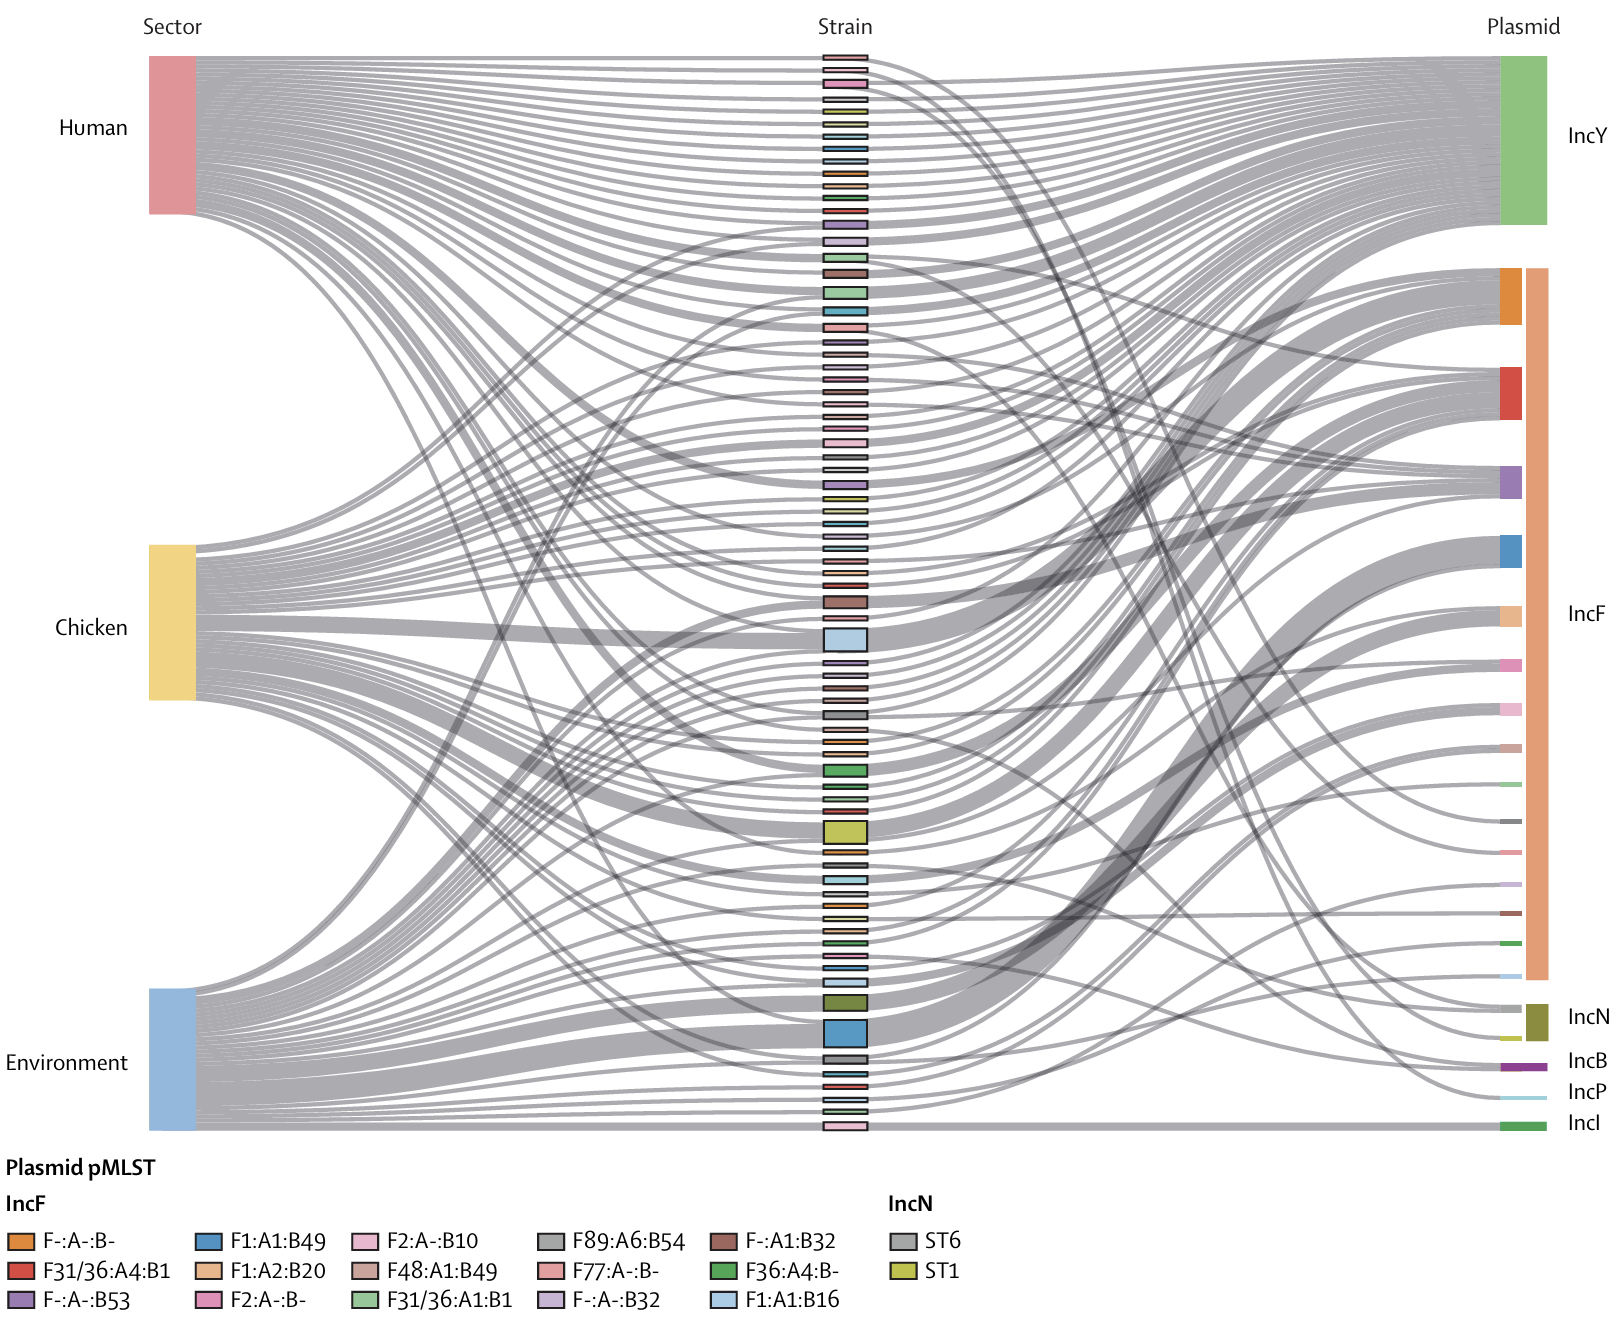 Sector Strain Plasmid
Human
Chicken
Environment
IncY
IncF
IncN
IncB
IncP
IncI
Plasmid pMLST
IncF IncN
F-:A-:B- F1:A1:B49 F2:A-:B10 F89:A6:B54 F-:A1:B32 ST6
F31/36:A4:B1 F1:A2:B20 F48:A1:B49 F77:A-:B- F36:A4:B- ST1
F-:A-:B53 F2:A-:B- F31/36:A1:B1 F-:A-:B32 F1:A1:B16